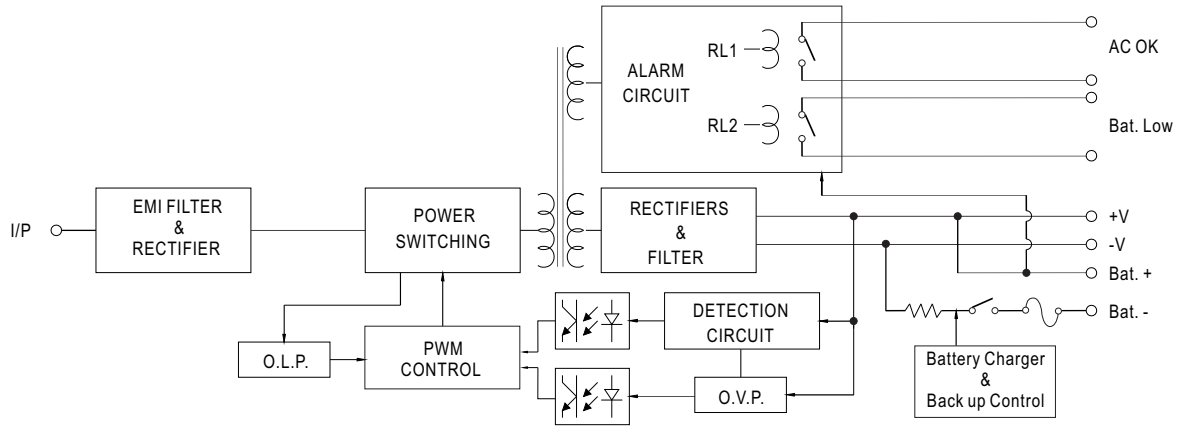 RL1
AC OK
ALARM
CIRCUIT
RL2
Bat. Low
I/P
EMI FILTER
&
RECTIFIER
POWER
SWITCHING
RECTIFIERS
&
FILTER
+V
-V
Bat. +
Bat. -
DETECTION
CIRCUIT
O.L.P.
PWM
CONTROL
O.V.P.
Battery Charger
&
Back up Control